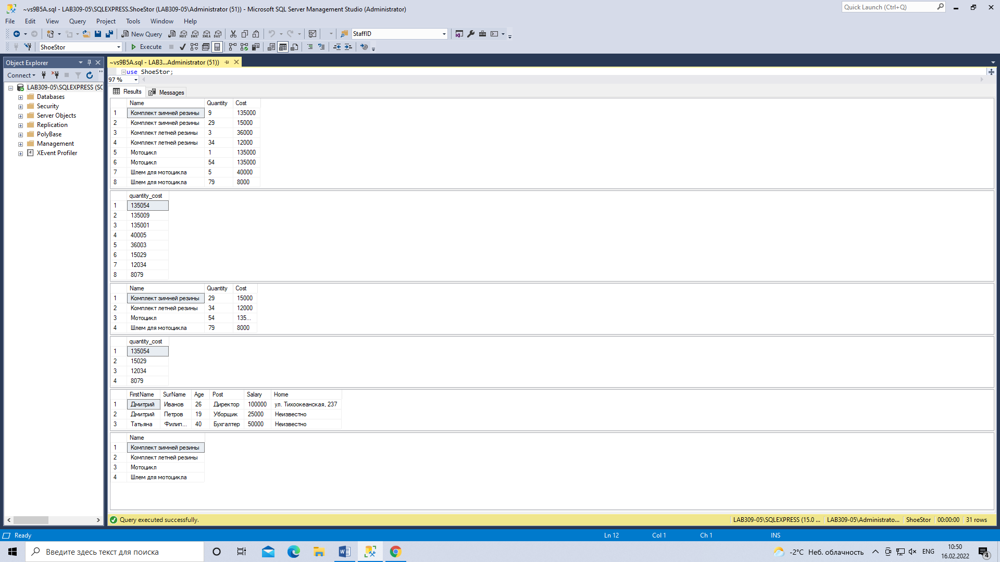 ~vs9B5A.sql - LAB309-05\SQLEXPRESS.ShoeStor (LAB309-05\Administrator (51)) - Microsoft SQL Server Management Studio (Administrator)
Quick Launch (Ctrl+Q)
File Edit View Query Project Tools Window Help
New Query MDX DMX XMLA DAX StaffID
ShoeStor Execute
Object Explorer
~vs9B5A.sql - LAB3...Administrator (51))
Connect
use ShoeStor;
97 %
LAB309-05\SQLEXPRESS (SQ
Databases
Security
Server Objects
Replication
PolyBase
Management
XEvent Profiler
Results Messages
Name Quantity Cost
1 Комплект зимней резины 9 135000
2 Комплект зимней резины 29 15000
3 Комплект летней резины 3 36000
4 Комплект летней резины 34 12000
5 Мотоцикл 1 135000
6 Мотоцикл 54 135000
7 Шлем для мотоцикла 5 40000
8 Шлем для мотоцикла 79 8000
quantity_cost
1 135054
2 135009
3 135001
4 40005
5 36003
6 15029
7 12034
8 8079
Name Quantity Cost
1 Комплект зимней резины 29 15000
2 Комплект летней резины 34 12000
3 Мотоцикл 54 135...
4 Шлем для мотоцикла 79 8000
quantity_cost
1 135054
2 15029
3 12034
4 8079
FirstName SurName Age Post Salary Home
1 Дмитрий Иванов 26 Директор 100000 ул. Тихоокеанская, 237
2 Дмитрий Петров 19 Уборщик 25000 Неизвестно
3 Татьяна Филип... 40 Бухгалтер 50000 Неизвестно
Name
1 Комплект зимней резины
2 Комплект летней резины
3 Мотоцикл
4 Шлем для мотоцикла
Query executed successfully. LAB309-05\SQLEXPRESS (15.0 ... LAB309-05\Administrato... ShoeStor 00:00:00 31 rows
Ready Ln 12 Col 1 Ch 1 INS
Введите здесь текст для поиска
-2°C Неб. облачность ENG
10:50
16.02.2022
4